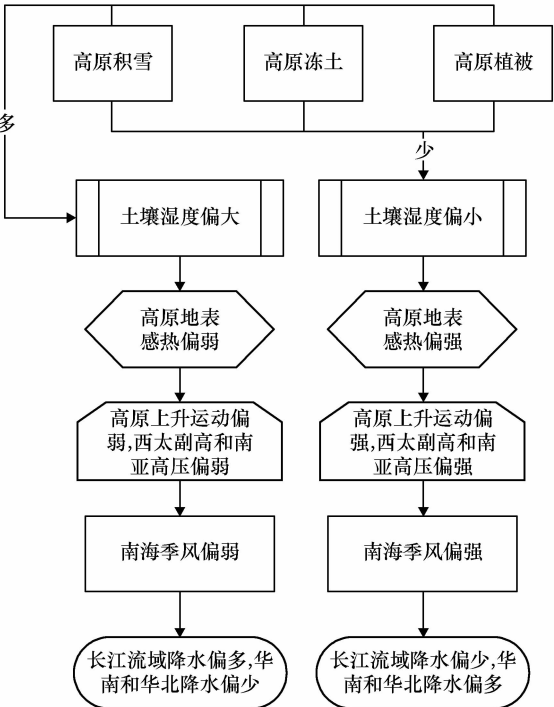 高原积雪
高原冻土
高原植被
多
少
土壤湿度偏大
土壤湿度偏小
高原地表
感热偏弱
高原地表
感热偏强
高原上升运动偏
弱,西太副高和南
亚高压偏弱
高原上升运动偏
强,西太副高和南
亚高压偏强
南海季风偏弱
南海季风偏强
长江流域降水偏多,华
南和华北降水偏少
长江流域降水偏少,华
南和华北降水偏多